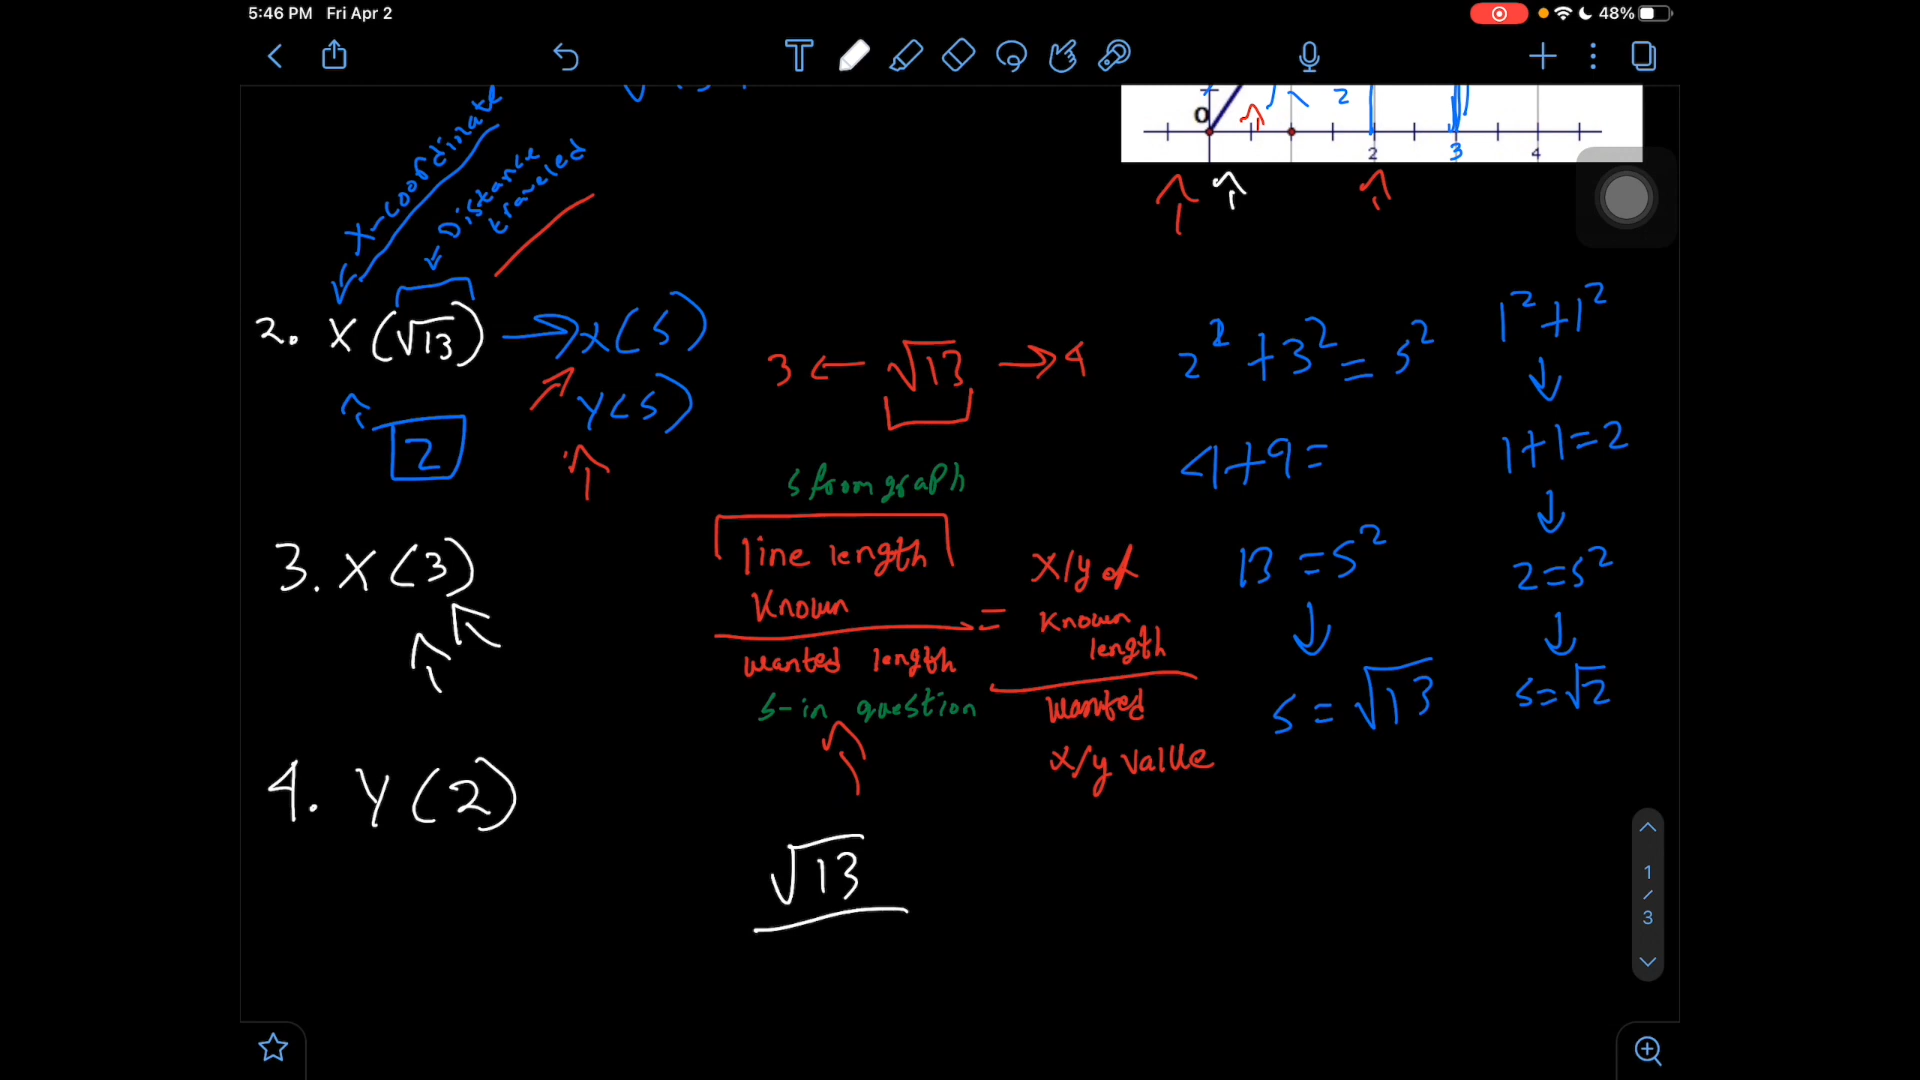 5:46 PM Fri Apr 2
48%
X-coordinate
Distance
traveled
0
2
2
3
4
2. X(√13) → X(s)
Y(s)
2
3 ← √13 → 4
2² + 3² = s²
4+9=
13 = s²
s = √13
1² + 1²
1+1=2
2 = s²
s = √2
s from graph
line length
Known
wanted length
s-in question
=
X/y of
Known
length
wanted
x/y value
3. X(3)
4. Y(2)
√13
1
/
3